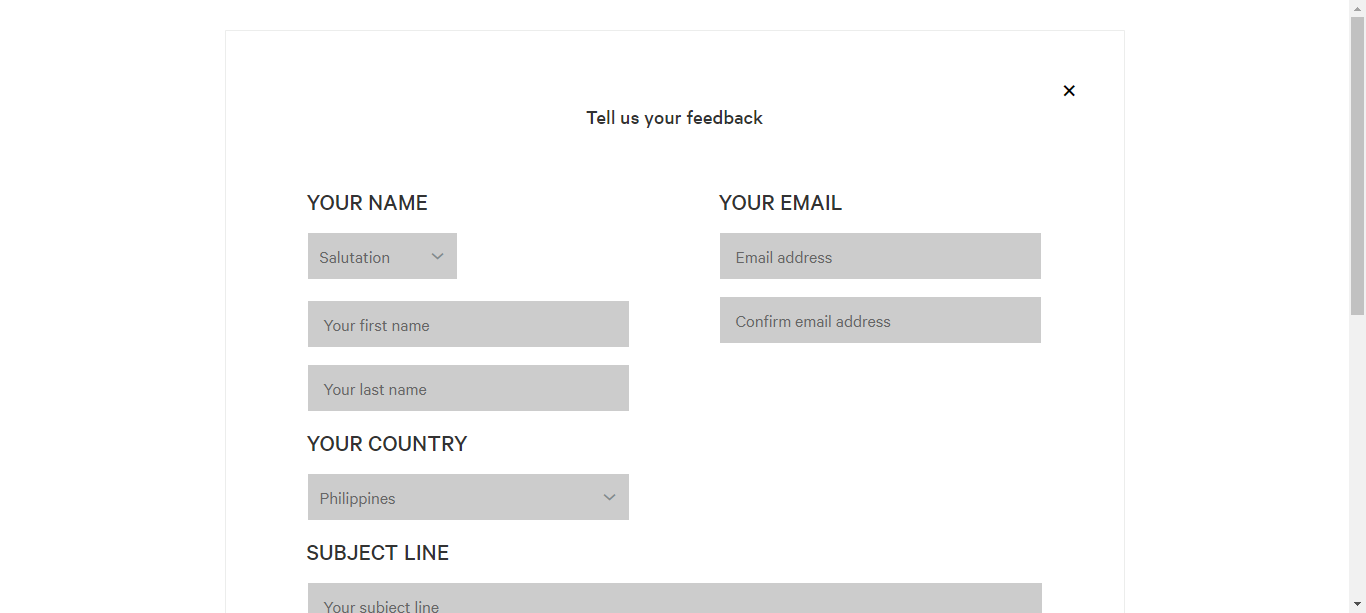 Tell us your feedback
YOUR NAME
Salutation
Your first name
Your last name
YOUR EMAIL
Email address
Confirm email address
YOUR COUNTRY
Philippines
SUBJECT LINE
Your subject line